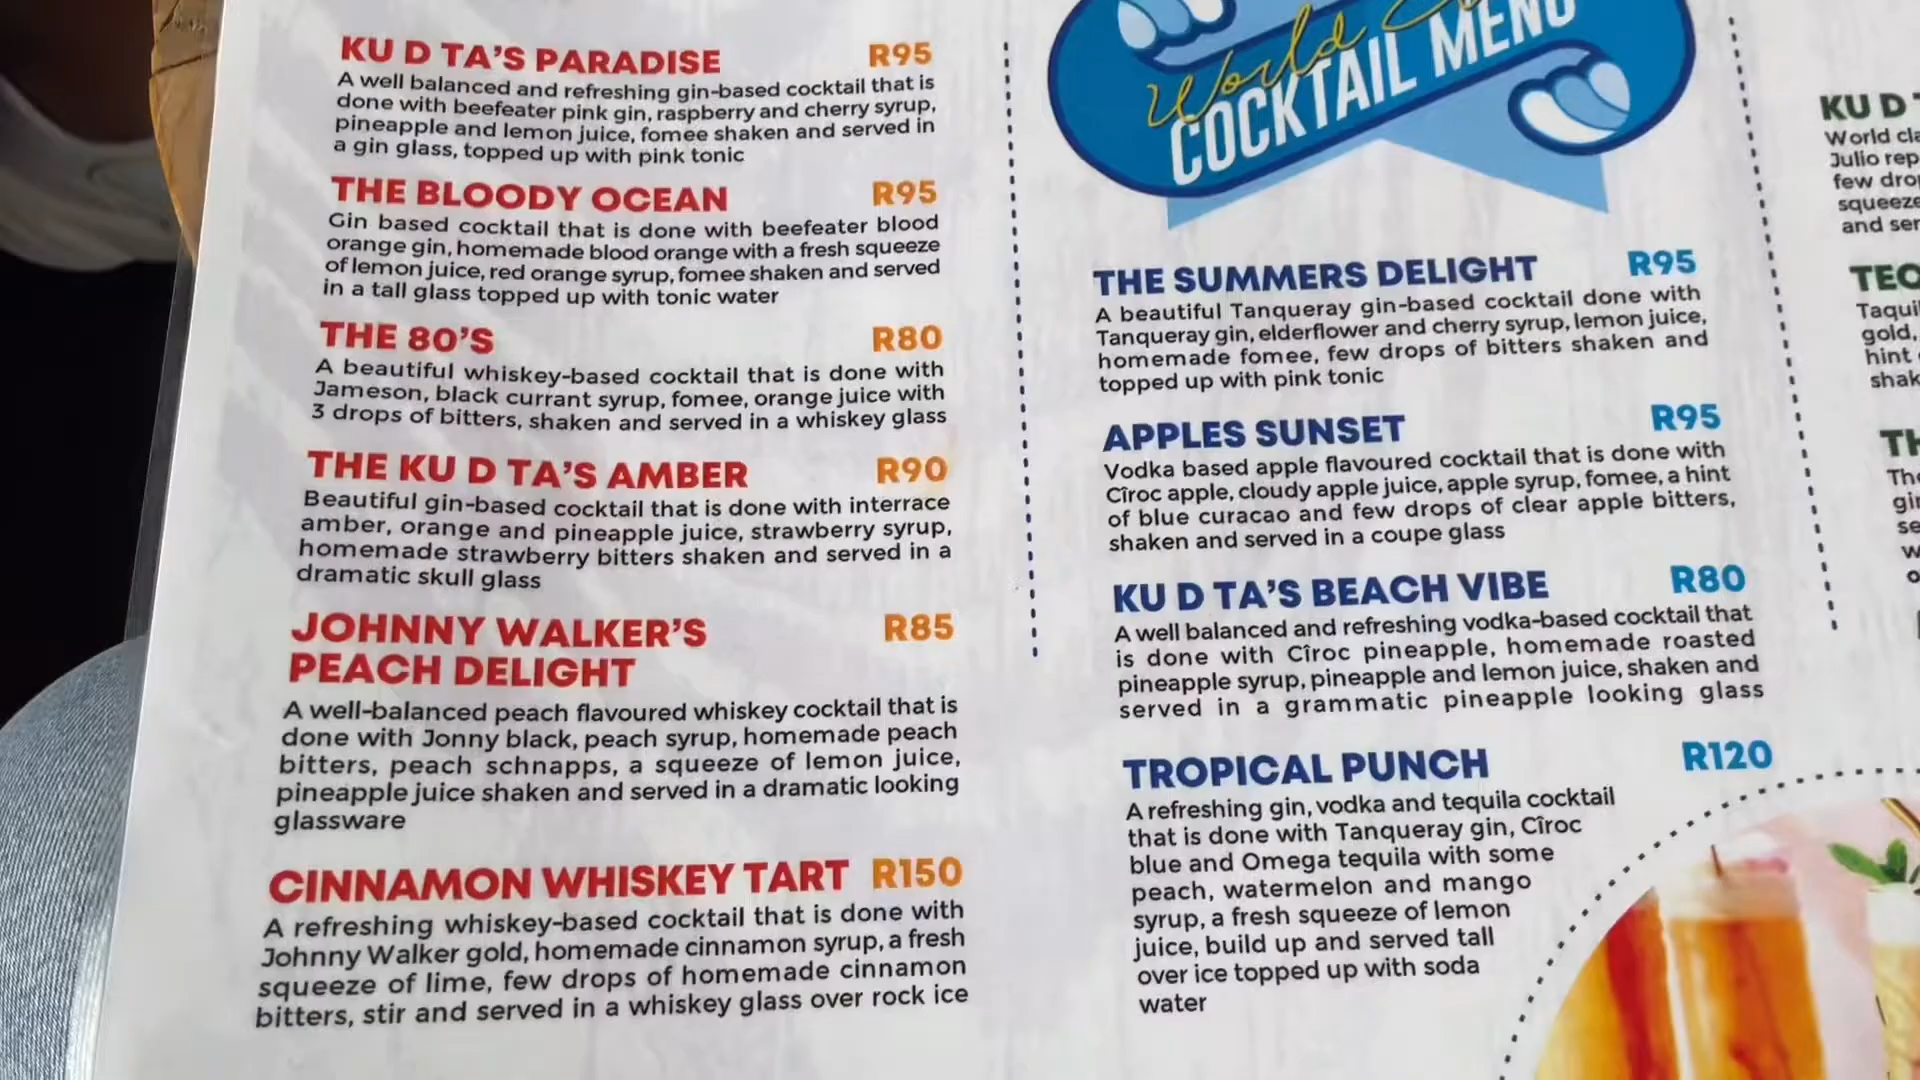 KU D TA'S PARADISE R95
A well balanced and refreshing gin-based cocktail that is
done with beefeater pink gin, raspberry and cherry syrup,
pineapple and lemon juice, fomee shaken and served in
a gin glass, topped up with pink tonic
THE BLOODY OCEAN R95
Gin based cocktail that is done with beefeater blood
orange gin, homemade blood orange with a fresh squeeze
of lemon juice, red orange syrup, fomee shaken and served
in a tall glass topped up with tonic water
THE 80'S R80
A beautiful whiskey-based cocktail that is done with
Jameson, black currant syrup, fomee, orange juice with
3 drops of bitters, shaken and served in a whiskey glass
THE KU D TA'S AMBER R90
Beautiful gin-based cocktail that is done with interrace
amber, orange and pineapple juice, strawberry syrup,
homemade strawberry bitters shaken and served in a
dramatic skull glass
JOHNNY WALKER'S R85
PEACH DELIGHT
A well-balanced peach flavoured whiskey cocktail that is
done with Jonny black, peach syrup, homemade peach
bitters, peach schnapps, a squeeze of lemon juice,
pineapple juice shaken and served in a dramatic looking
glassware
CINNAMON WHISKEY TART R150
A refreshing whiskey-based cocktail that is done with
Johnny Walker gold, homemade cinnamon syrup, a fresh
squeeze of lime, few drops of homemade cinnamon
bitters, stir and served in a whiskey glass over rock ice
World
COCKTAIL MENU
THE SUMMERS DELIGHT R95
A beautiful Tanqueray gin-based cocktail done with
Tanqueray gin, elderflower and cherry syrup, lemon juice,
homemade fomee, few drops of bitters shaken and
topped up with pink tonic
APPLES SUNSET R95
Vodka based apple flavoured cocktail that is done with
Cîroc apple, cloudy apple juice, apple syrup, fomee, a hint
of blue curacao and few drops of clear apple bitters,
shaken and served in a coupe glass
KU D TA'S BEACH VIBE R80
A well balanced and refreshing vodka-based cocktail that
is done with Cîroc pineapple, homemade roasted
pineapple syrup, pineapple and lemon juice, shaken and
served in a grammatic pineapple looking glass
TROPICAL PUNCH R120
A refreshing gin, vodka and tequila cocktail
that is done with Tanqueray gin, Cîroc
blue and Omega tequila with some
peach, watermelon and mango
syrup, a fresh squeeze of lemon
juice, build up and served tall
over ice topped up with soda
water
KU D
World
Julio
few
squeeze
and
gold,
hint